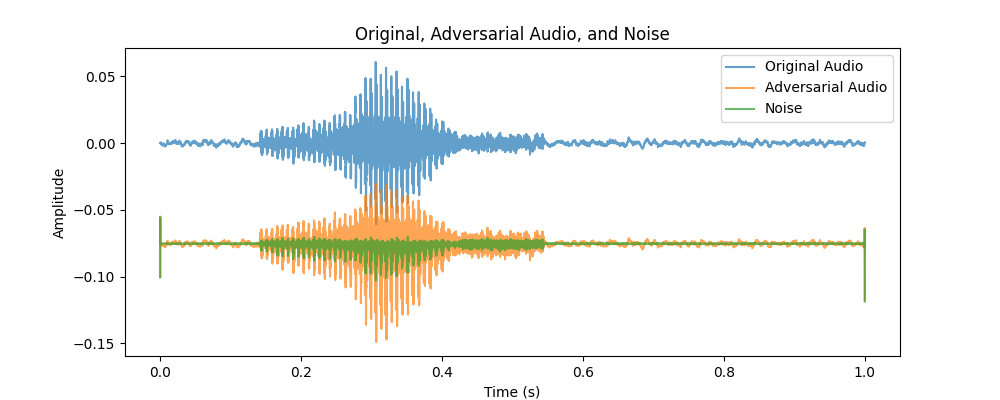 Original, Adversarial Audio, and Noise
Original Audio
Adversarial Audio
Noise
Amplitude
0.05
0.00
−0.05
−0.10
−0.15
0.0 0.2 0.4 0.6 0.8 1.0
Time (s)